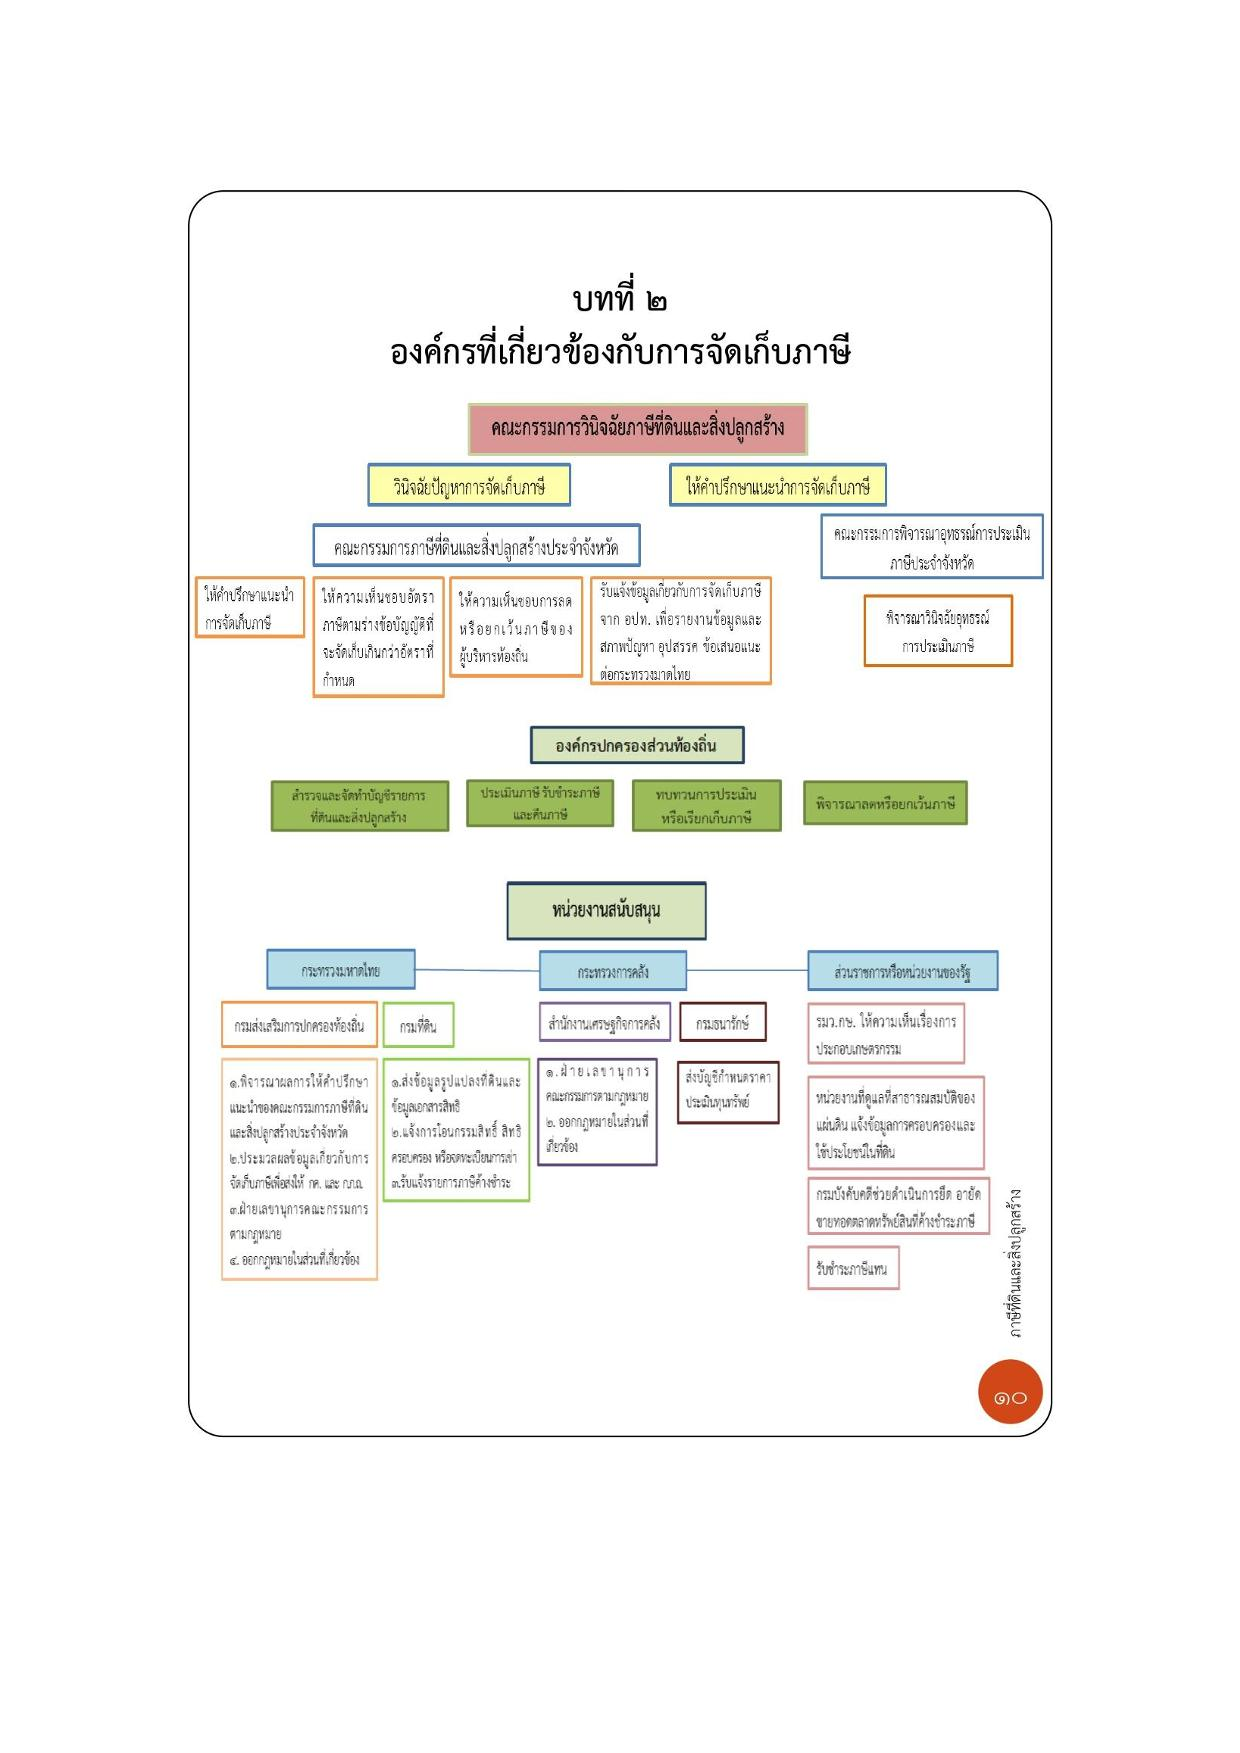 บทที่ ๒
องค์กรที่เกี่ยวข้องกับการจัดเก็บภาษี
คณะกรรมการวินิจฉัยภาษีที่ดินและสิ่งปลูกสร้าง
วินิจฉัยปัญหาการจัดเก็บภาษี
ให้คำปรึกษาแนะนำการจัดเก็บภาษี
คณะกรรมการภาษีที่ดินและสิ่งปลูกสร้างประจำจังหวัด
ให้คำปรึกษาแนะนำ
การจัดเก็บภาษี
ให้ความเห็นชอบอัตรา
ภาษีตามร่างข้อบัญญัติที่
จะจัดเก็บเกินกว่าอัตราที่
กำหนด
ให้ความเห็นชอบการลด
หรือยกเว้นภาษีของ
ผู้บริหารท้องถิ่น
รับแจ้งข้อมูลเกี่ยวกับการจัดเก็บภาษี
จาก อปท. เพื่อรายงานข้อมูลและ
สภาพปัญหา อุปสรรค ข้อเสนอแนะ
ต่อกระทรวงมาดไทย
คณะกรรมการพิจารณาอุทธรณ์การประเมิน
ภาษีประจำจังหวัด
พิจารณาวินิจฉัยอุทธรณ์
การประเมินภาษี
องค์กรปกครองส่วนท้องถิ่น
สำรวจและจัดทำบัญชีรายการ
ที่ดินและสิ่งปลูกสร้าง
ประเมินภาษี รับชำระภาษี
และคืนภาษี
ทบทวนการประเมิน
หรือเรียกเก็บภาษี
พิจารณาลดหรือยกเว้นภาษี
หน่วยงานสนับสนุน
กระทรวงมหาดไทย
กระทรวงการคลัง
ส่วนราชการหรือหน่วยงานของรัฐ
กรมส่งเสริมการปกครองท้องถิ่น
กรมที่ดิน
สำนักงานเศรษฐกิจการคลัง
กรมธนารักษ์
๑.พิจารณาผลการให้คำปรึกษา
แนะนำของคณะกรรมการภาษีที่ดิน
และสิ่งปลูกสร้างประจำจังหวัด
๒.ประมวลผลข้อมูลเกี่ยวกับการ
จัดเก็บภาษีเพื่อส่งให้ กค. และ ก.ภ.ถ.
๓.ฝ่ายเลขานุการคณะกรรมการ
ตามกฎหมาย
๔. ออกกฎหมายในส่วนที่เกี่ยวข้อง
๑.ส่งข้อมูลรูปแปลงที่ดินและ
ข้อมูลเอกสารสิทธิ
๒.แจ้งการโอนกรรมสิทธิ์ สิทธิ
ครอบครอง หรือจดทะเบียนการเช่า
๓.รับแจ้งรายการภาษีค้างชำระ
๑.ฝ่ายเลขานุการ
คณะกรรมการตามกฎหมาย
๒. ออกกฎหมายในส่วนที่
เกี่ยวข้อง
ส่งบัญชีกำหนดราคา
ประเมินทุนทรัพย์
รมว.กษ. ให้ความเห็นเรื่องการ
ประกอบเกษตรกรรม
หน่วยงานที่ดูแลที่สาธารณสมบัติของ
แผ่นดิน แจ้งข้อมูลการครอบครองและ
ใช้ประโยชน์ในที่ดิน
กรมบังคับคดีช่วยดำเนินการยึด อายัด
ขายทอดตลาดทรัพย์สินที่ค้างชำระภาษี
รับชำระภาษีแทน
ภาษีที่ดินและสิ่งปลูกสร้าง
๑๐